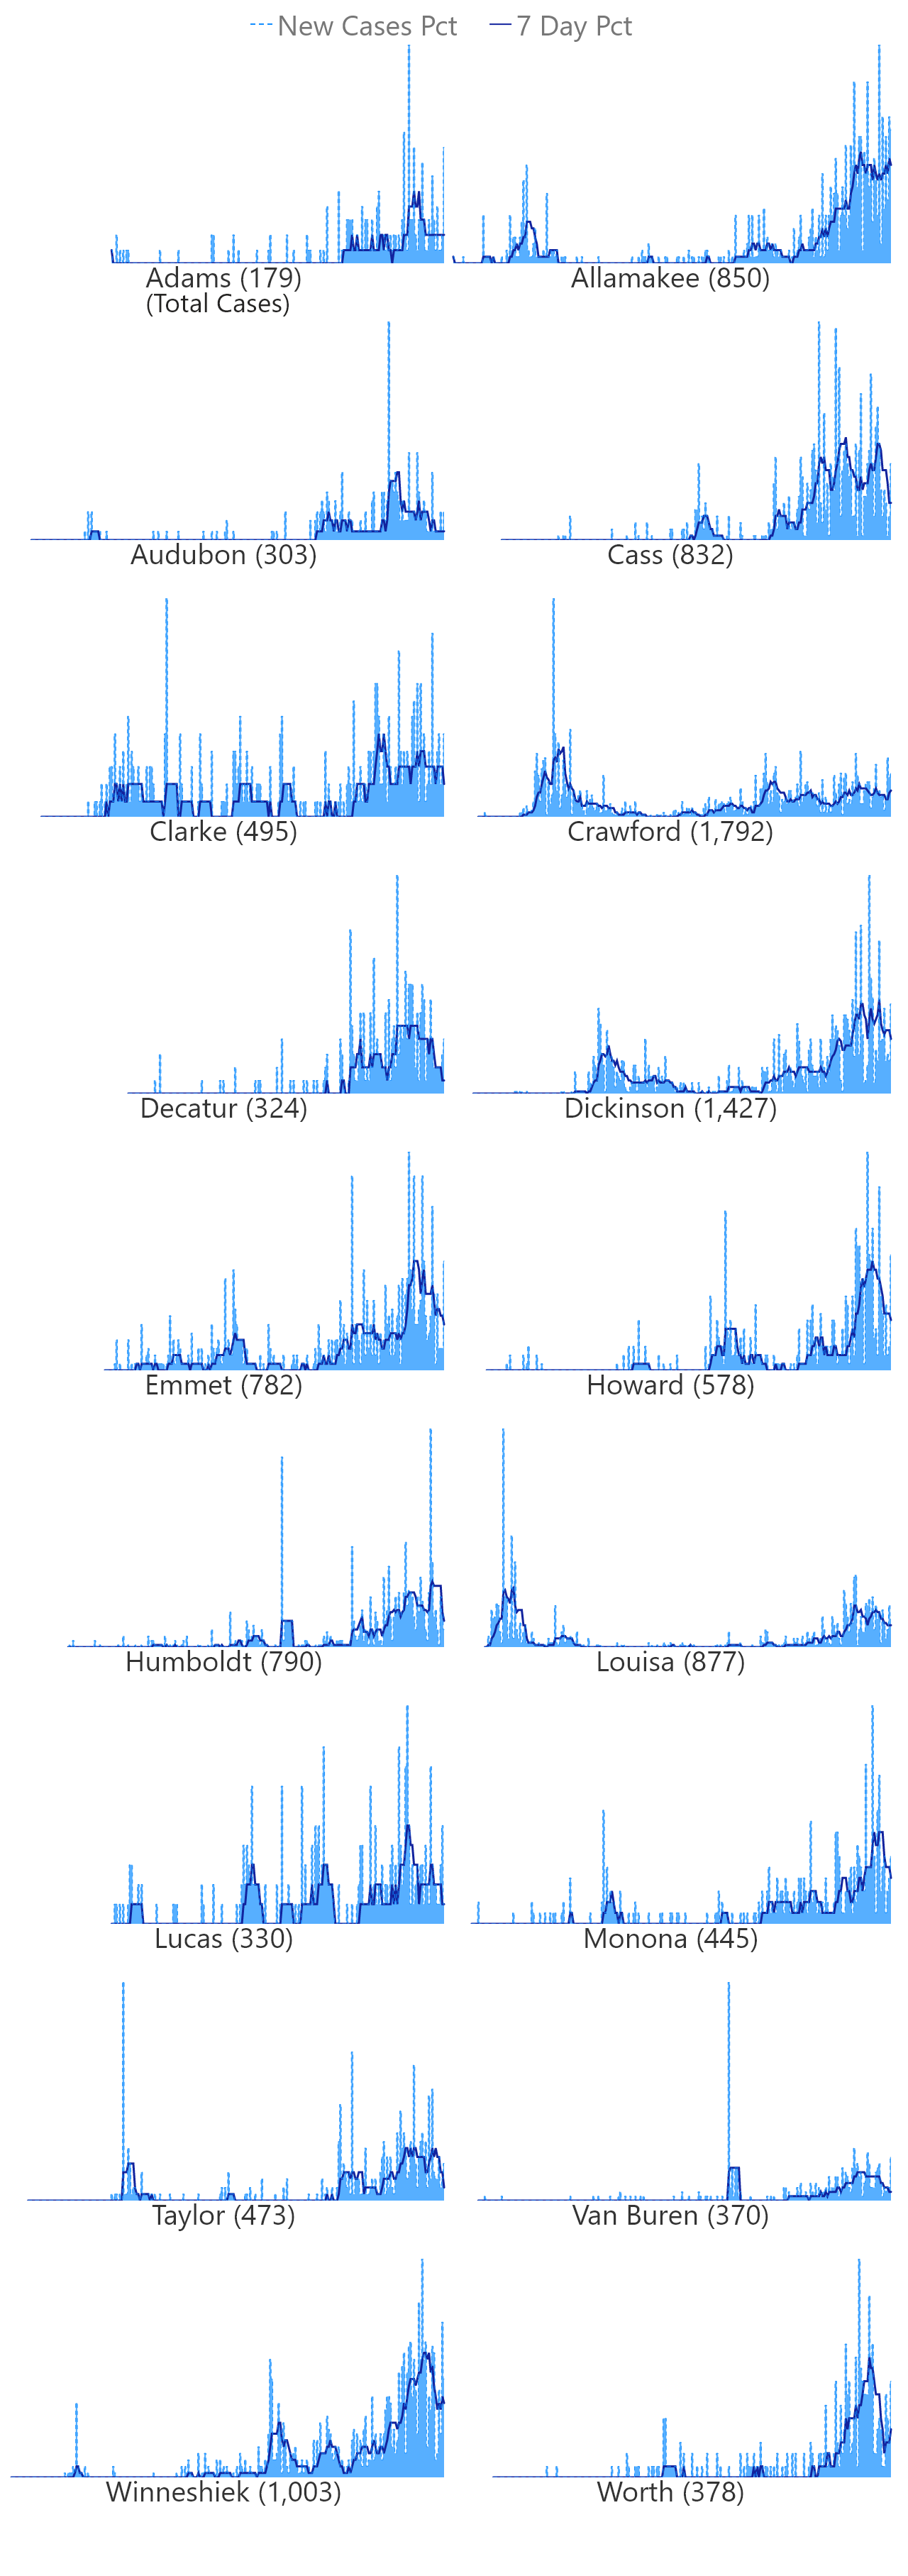 New Cases Pct 7 Day Pct
Adams (179) Allamakee (850)
(Total Cases)
Audubon (303) Cass (832)
Clarke (495) Crawford (1,792)
Decatur (324) Dickinson (1,427)
Emmet (782) Howard (578)
Humboldt (790) Louisa (877)
Lucas (330) Monona (445)
Taylor (473) Van Buren (370)
Winneshiek (1,003) Worth (378)